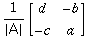 1/|A| [ d −b
−c a ]